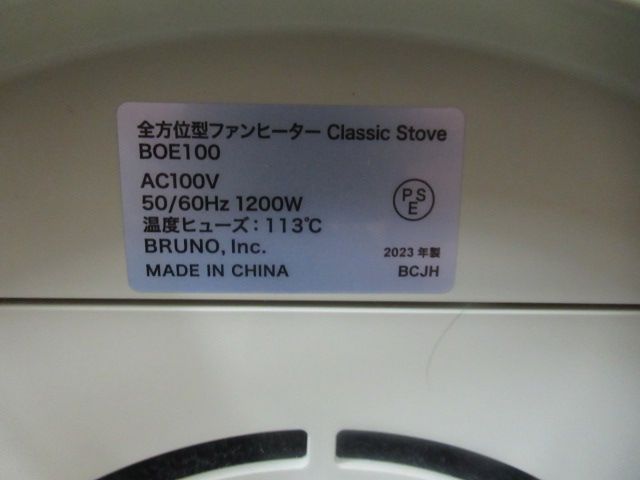 全方位型ファンヒーター Classic Stove
BOE100
AC100V
50/60Hz 1200W
温度ヒューズ：113℃
BRUNO, Inc.
MADE IN CHINA
PSE
2023 年製
BCJH